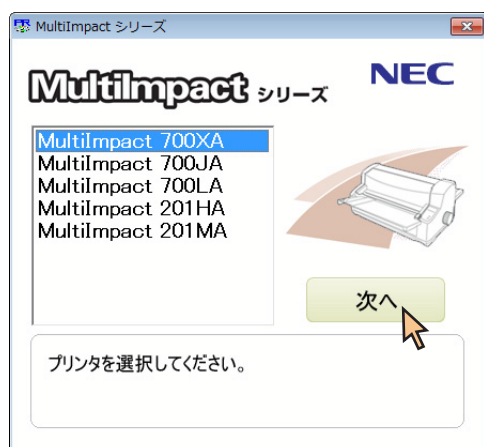 MultiImpact シリーズ
MultiImpact シリーズ NEC
MultiImpact 700XA
MultiImpact 700JA
MultiImpact 700LA
MultiImpact 201HA
MultiImpact 201MA
次へ
プリンタを選択してください。